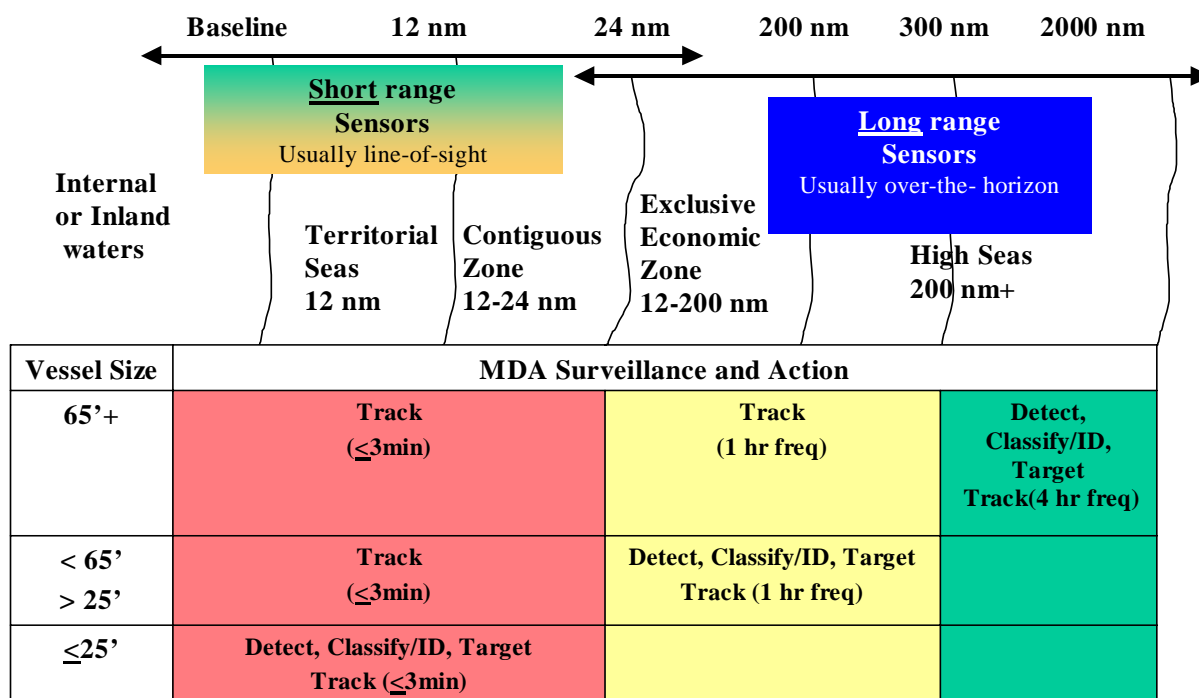 Baseline 12 nm 24 nm 200 nm 300 nm 2000 nm
Short range
Sensors
Usually line-of-sight
Long range
Sensors
Usually over-the- horizon
Internal
or Inland
waters
Territorial
Seas
12 nm
Contiguous
Zone
12-24 nm
Exclusive
Economic
Zone
12-200 nm
High Seas
200 nm+
Vessel Size MDA Surveillance and Action
65’+
Track
(≤3min)
Track
(1 hr freq)
Detect,
Classify/ID,
Target
Track(4 hr freq)
< 65’
> 25’
Track
(≤3min)
Detect, Classify/ID, Target
Track (1 hr freq)
≤25’
Detect, Classify/ID, Target
Track (≤3min)